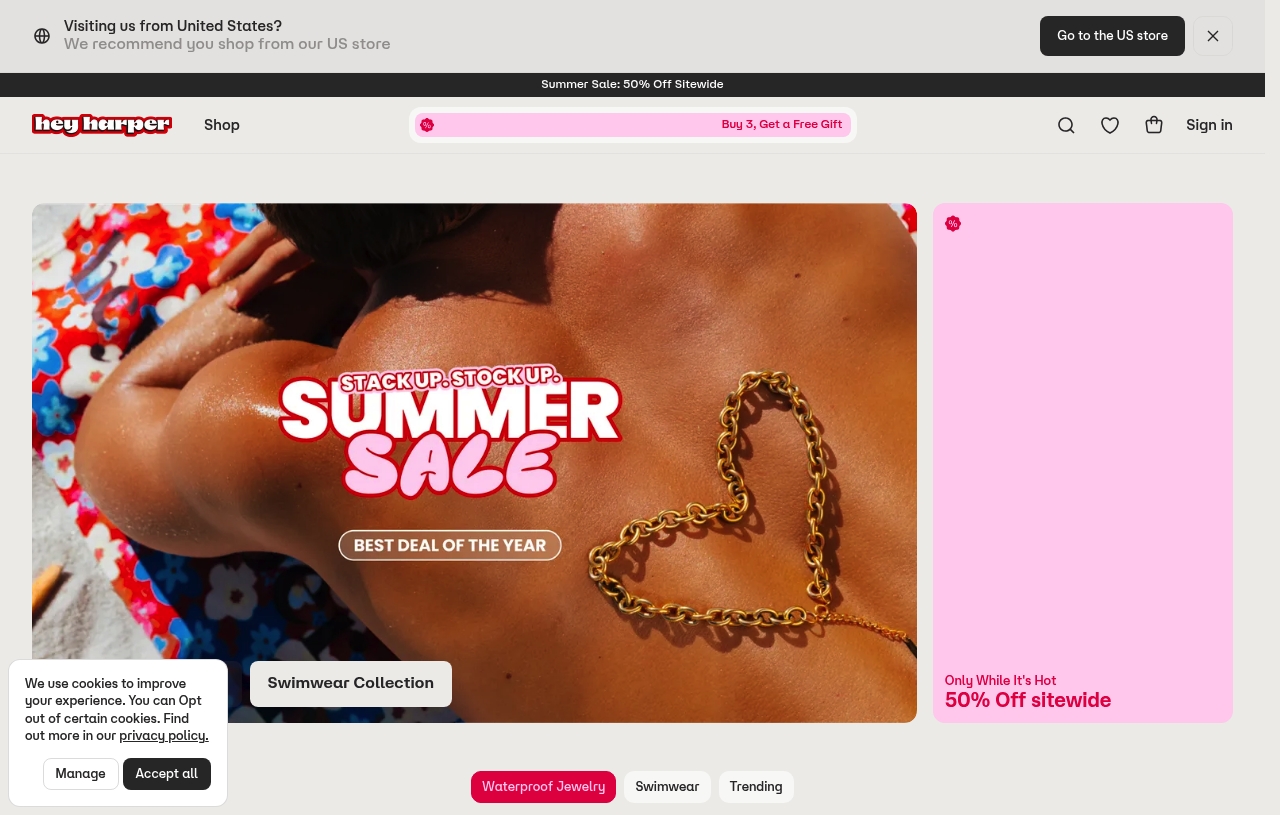 Visiting us from United States?
We recommend you shop from our US store
Go to the US store
Summer Sale: 50% Off Sitewide
hey harper
Shop
%
Buy 3, Get a Free Gift
Sign in
%
STACK UP. STOCK UP.
SUMMER
SALE
BEST DEAL OF THE YEAR
Only While It's Hot
50% Off sitewide
Swimwear Collection
We use cookies to improve
your experience. You can Opt
out of certain cookies. Find
out more in our privacy policy.
Manage
Accept all
Waterproof Jewelry
Swimwear
Trending